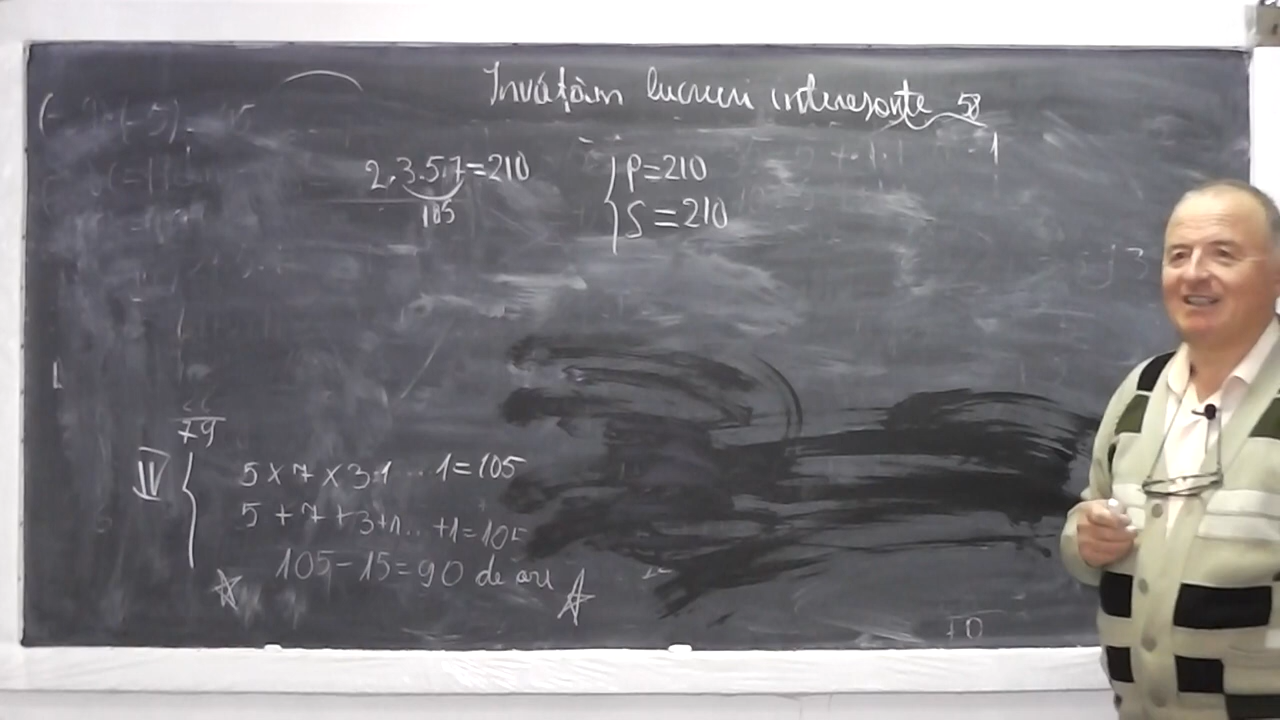 Învățăm lucruri interesante 58
2.3.5.7=210
105
P=210
S=210
79
IV
5 x 7 x 3.1 ... 1=105
5 + 7 + 3+1... +1=105
105-15=90 de ori